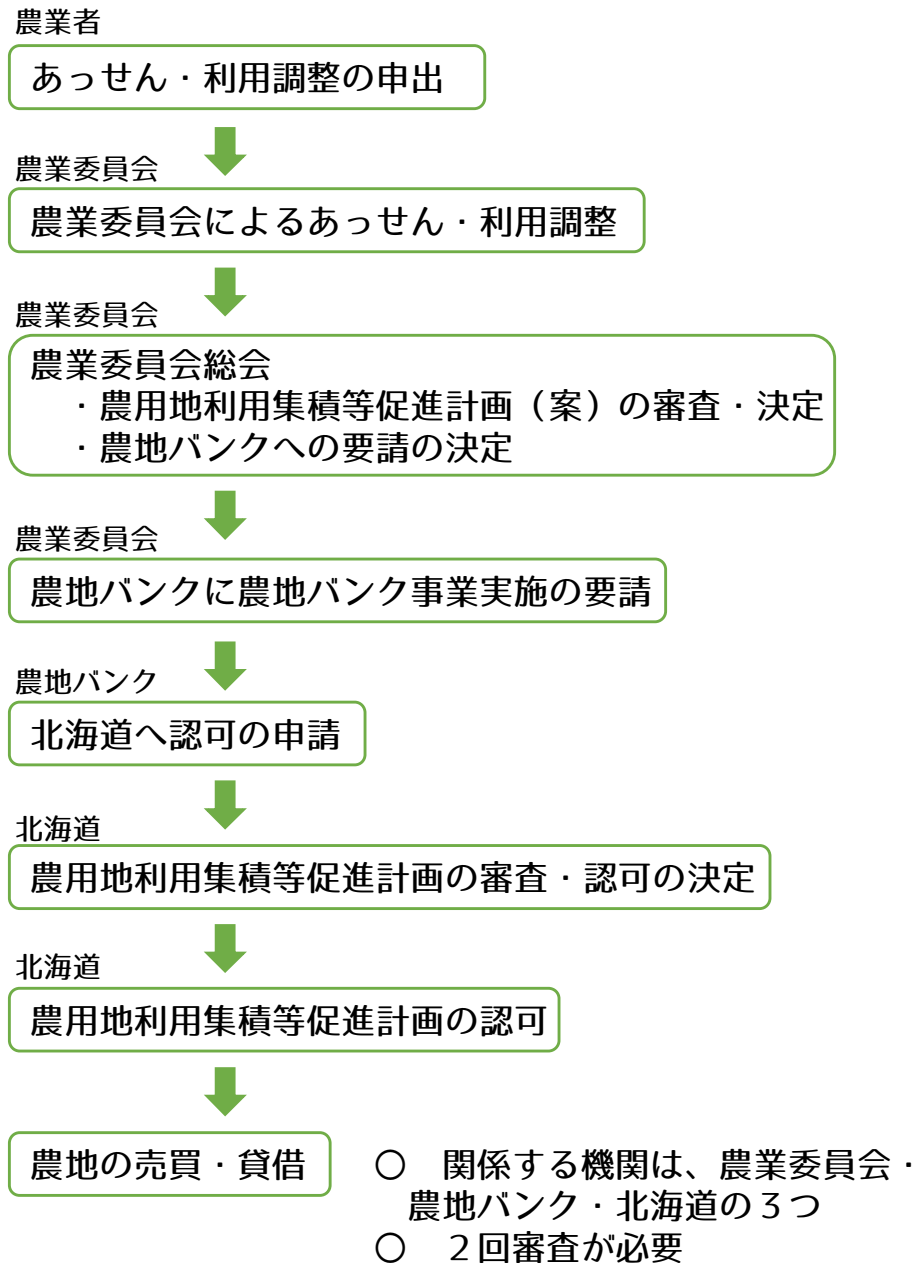 農業者
あっせん・利用調整の申出
農業委員会
農業委員会によるあっせん・利用調整
農業委員会
農業委員会総会
・農用地利用集積等促進計画（案）の審査・決定
・農地バンクへの要請の決定
農業委員会
農地バンクに農地バンク事業実施の要請
農地バンク
北海道へ認可の申請
北海道
農用地利用集積等促進計画の審査・認可の決定
北海道
農用地利用集積等促進計画の認可
農地の売買・貸借
〇　関係する機関は、農業委員会・
農地バンク・北海道の３つ
〇　２回審査が必要